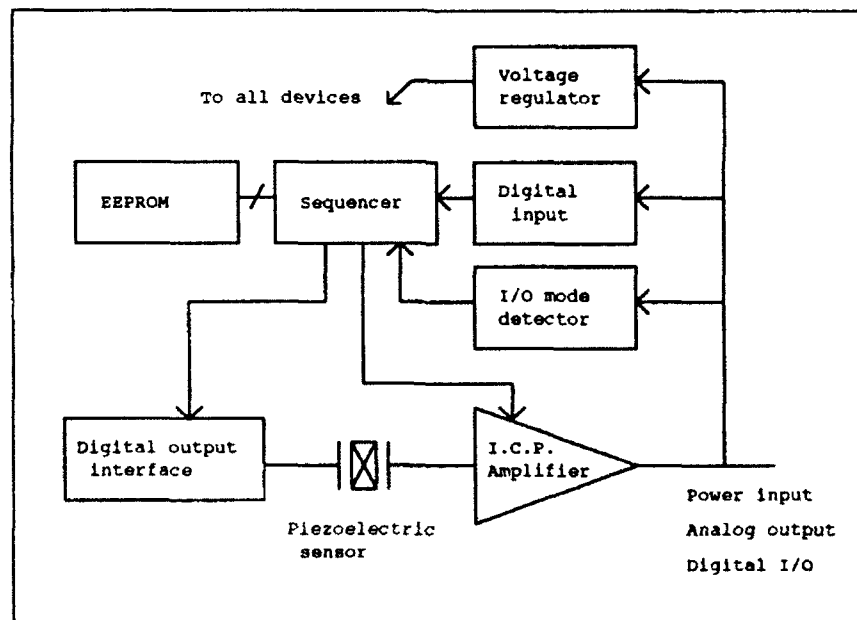 Voltage
regulator
To all devices
EEPROM
Sequencer
Digital
input
I/O mode
detector
Digital output
interface
I.C.P.
Amplifier
Piezoelectric
sensor
Power input
Analog output
Digital I/O